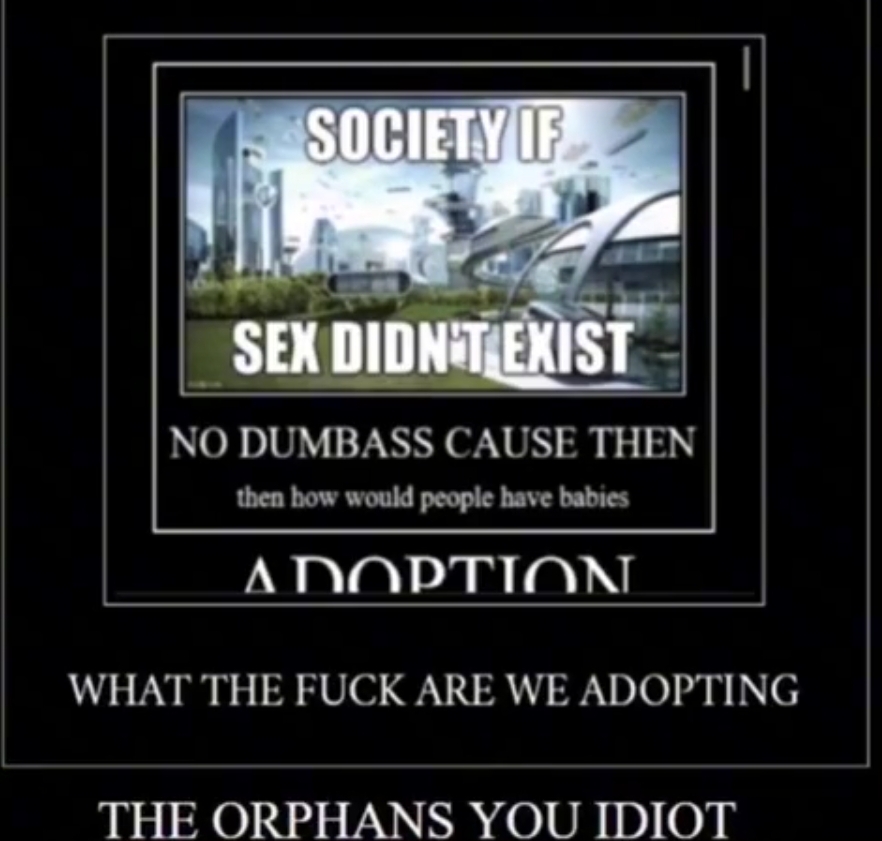 SOCIETY IF
SEX DIDN'T EXIST
NO DUMBASS CAUSE THEN
then how would people have babies
ADOPTION
WHAT THE FUCK ARE WE ADOPTING
THE ORPHANS YOU IDIOT